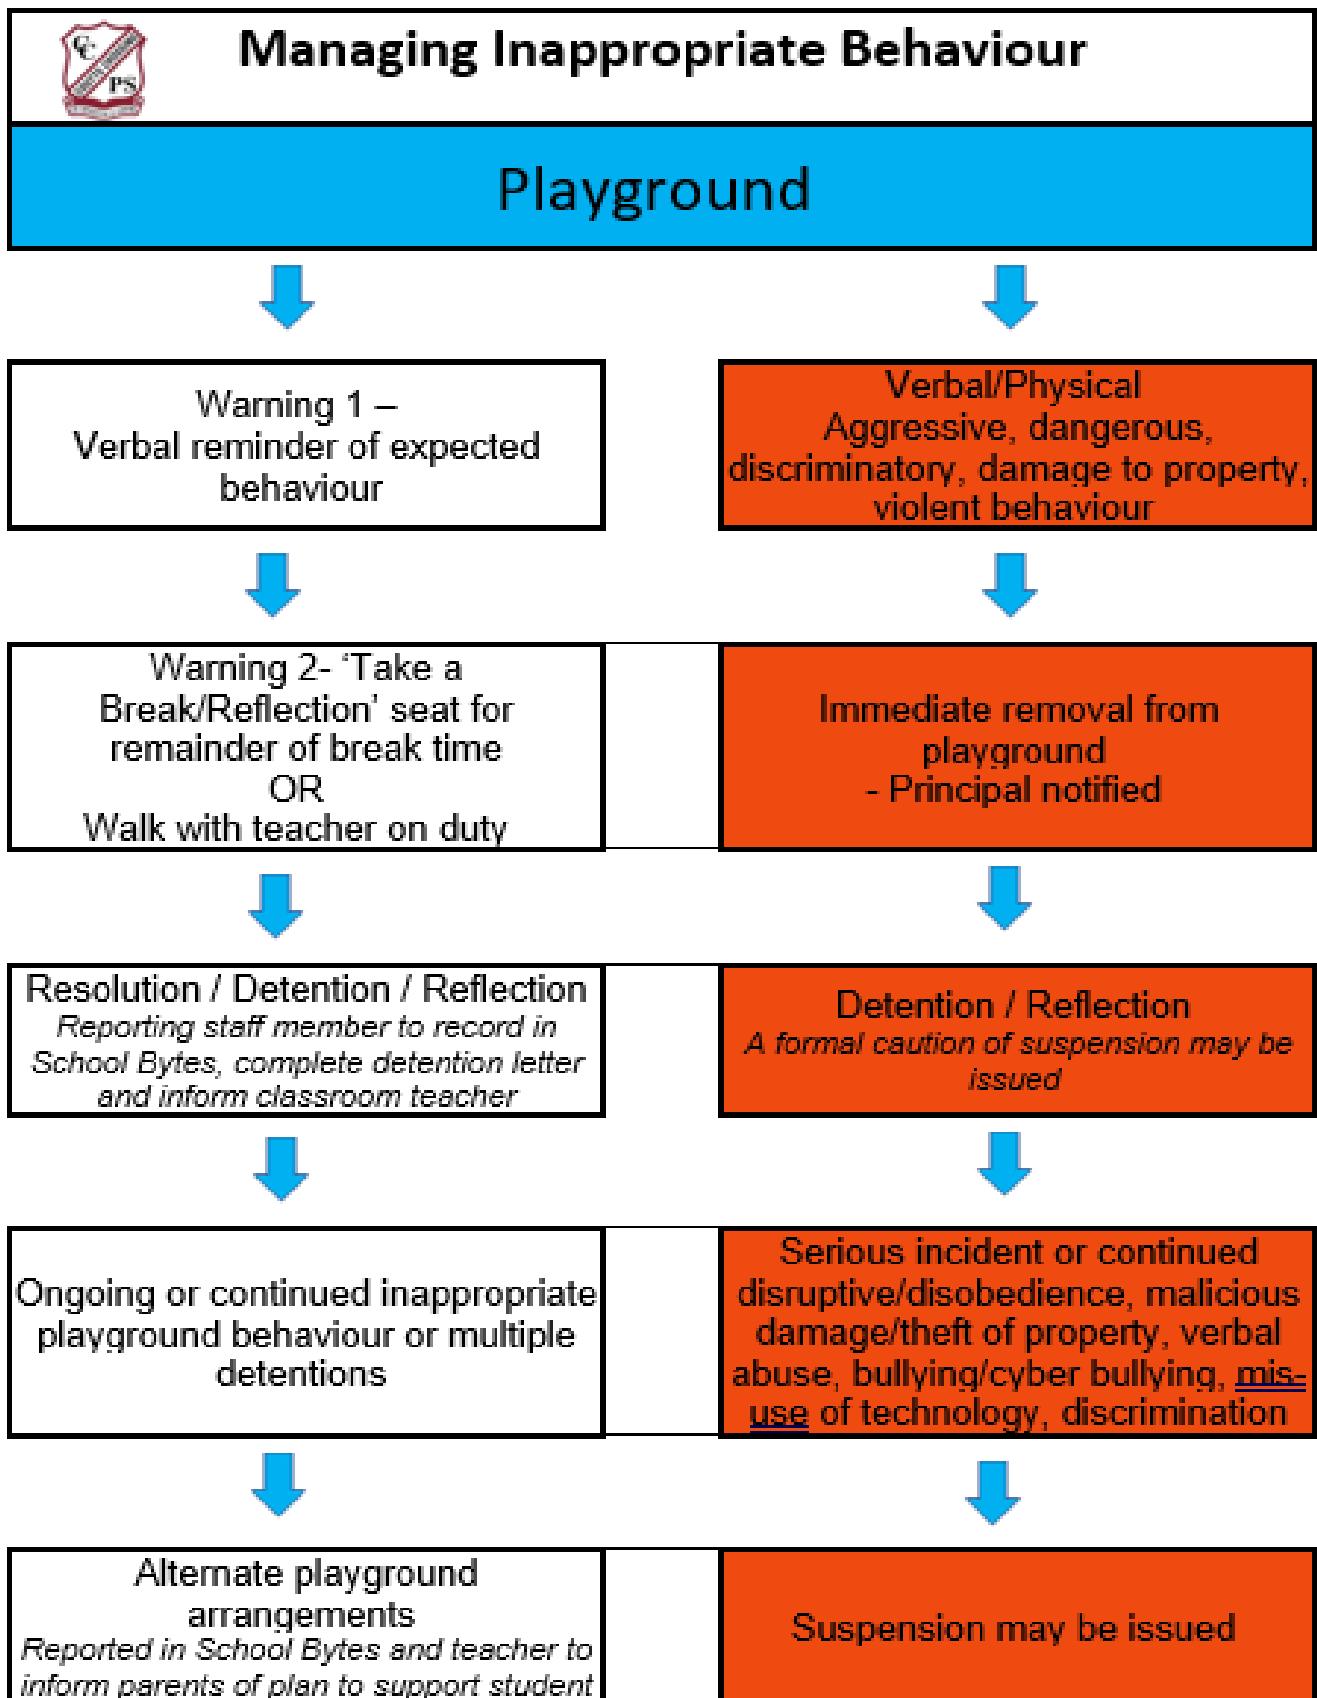 CC
PS
Managing Inappropriate Behaviour
Playground
Warning 1 –
Verbal reminder of expected
behaviour
Verbal/Physical
Aggressive, dangerous,
discriminatory, damage to property,
violent behaviour
Warning 2- ‘Take a
Break/Reflection’ seat for
remainder of break time
OR
Walk with teacher on duty
Immediate removal from
playground
- Principal notified
Resolution / Detention / Reflection
Reporting staff member to record in
School Bytes, complete detention letter
and inform classroom teacher
Detention / Reflection
A formal caution of suspension may be
issued
Ongoing or continued inappropriate
playground behaviour or multiple
detentions
Serious incident or continued
disruptive/disobedience, malicious
damage/theft of property, verbal
abuse, bullying/cyber bullying, mis-
use of technology, discrimination
Alternate playground
arrangements
Reported in School Bytes and teacher to
inform parents of plan to support student
Suspension may be issued